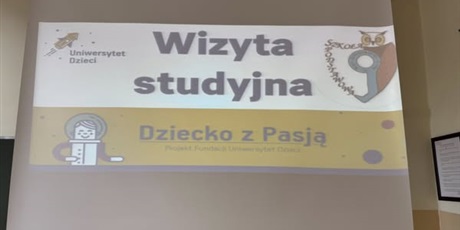 Uniwersytet
Dzieci
Wizyta
studyjna
Dziecko z Pasją
Projekt Fundacji Uniwersytet Dzieci